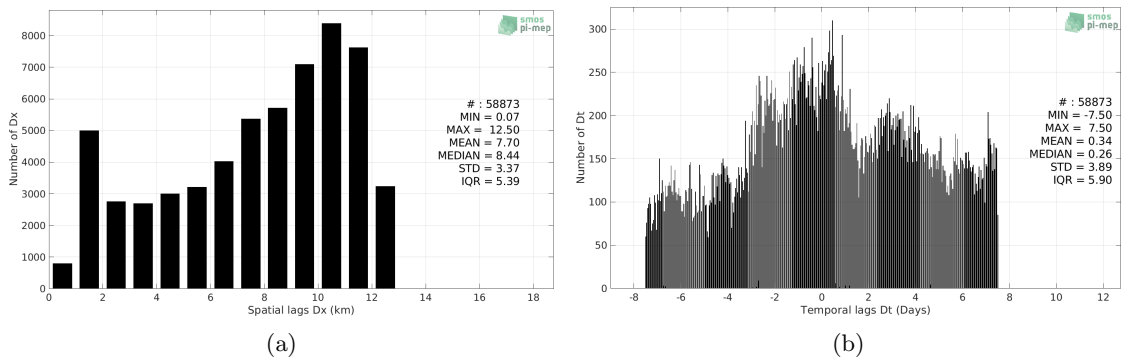 8000
7000
6000
5000
4000
3000
2000
1000
0
Number of Dx
0 2 4 6 8 10 12 14 16 18
Spatial lags Dx (km)
smos
pi-mep
# : 58873
MIN = 0.07
MAX = 12.50
MEAN = 7.70
MEDIAN = 8.44
STD = 3.37
IQR = 5.39
(a)
300
250
200
150
100
50
0
Number of Dt
-8 -6 -4 -2 0 2 4 6 8 10 12
Temporal lags Dt (Days)
smos
pi-mep
# : 58873
MIN = -7.50
MAX = 7.50
MEAN = 0.34
MEDIAN = 0.26
STD = 3.89
IQR = 5.90
(b)